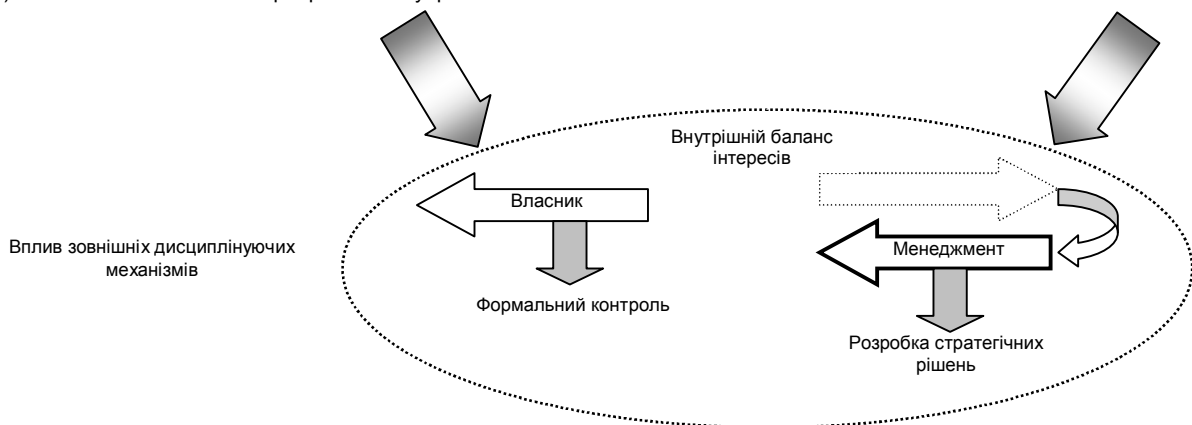 Внутрішній баланс
інтересів
Власник
Менеджмент
Вплив зовнішніх дисциплінуючих
механізмів
Формальний контроль
Розробка стратегічних
рішень